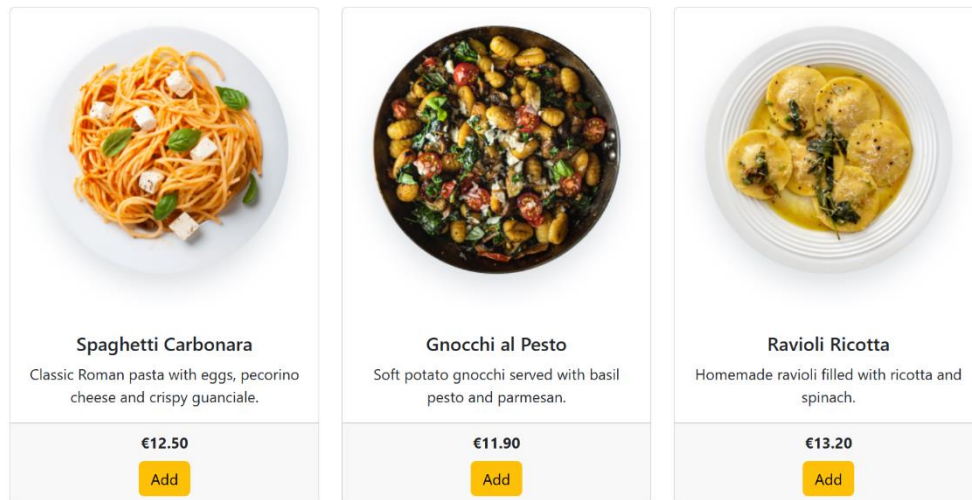 Spaghetti Carbonara
Classic Roman pasta with eggs, pecorino
cheese and crispy guanciale.
€12.50
Add
Gnocchi al Pesto
Soft potato gnocchi served with basil
pesto and parmesan.
€11.90
Add
Ravioli Ricotta
Homemade ravioli filled with ricotta and
spinach.
€13.20
Add